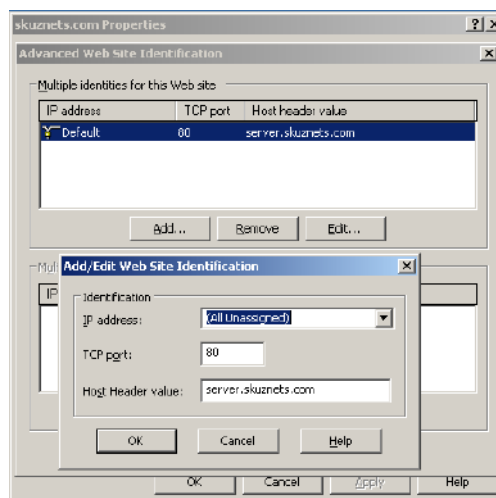 skuznets.com Properties
Advanced Web Site Identification
Multiple identities for this Web site
IP address TCP port Host header value
Default 80 server.skuznets.com
Add... Remove Edit...
Mul
Add/Edit Web Site Identification
IP
Identification
IP address: (All Unassigned)
TCP port: 80
Host Header value: server.skuznets.com
OK Cancel Help
OK Cancel Apply Help